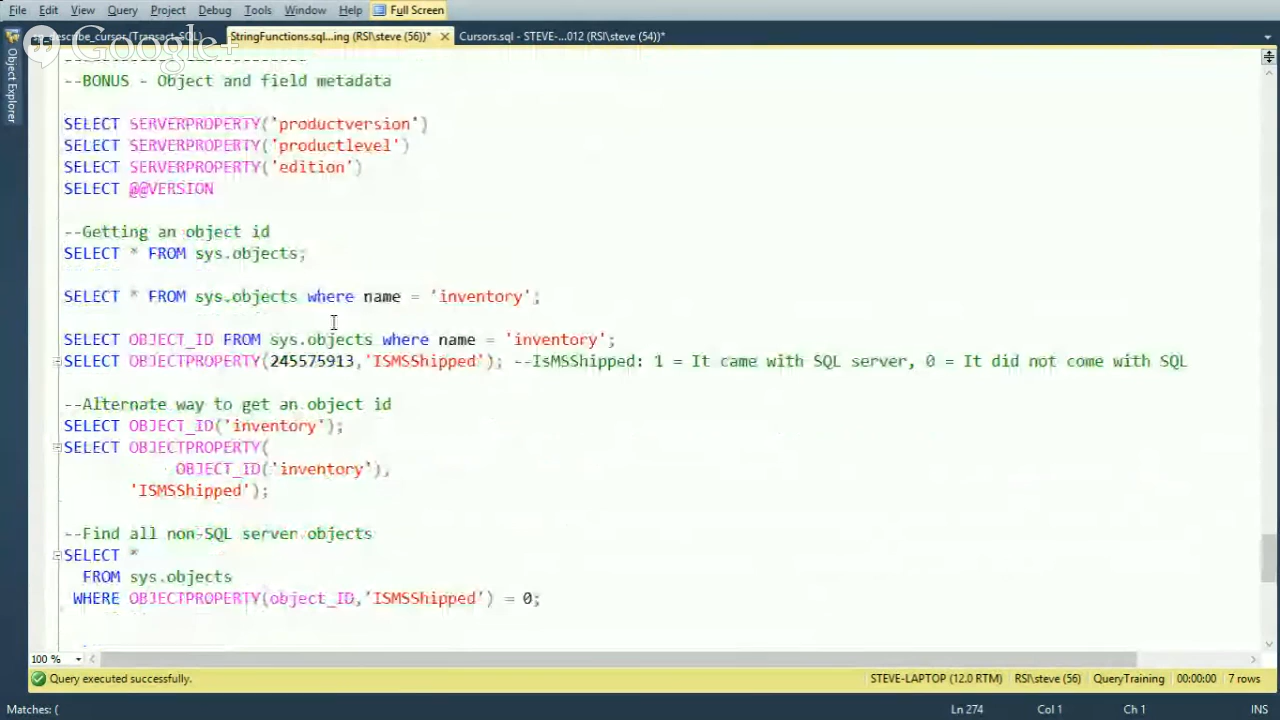 File Edit View Query Project Debug Tools Window Help Full Screen
sp_describe_cursor (Transact-SQL) StringFunctions.sql...ing (RSI\steve (56))* Cursors.sql - STEVE-...012 (RSI\steve (54))*
Google+
Object Explorer
--BONUS - Object and field metadata
SELECT SERVERPROPERTY('productversion')
SELECT SERVERPROPERTY('productlevel')
SELECT SERVERPROPERTY('edition')
SELECT @@VERSION
--Getting an object id
SELECT * FROM sys.objects;
SELECT * FROM sys.objects where name = 'inventory';
SELECT OBJECT_ID FROM sys.objects where name = 'inventory';
SELECT OBJECTPROPERTY(245575913,'ISMSShipped'); --IsMSShipped: 1 = It came with SQL server, 0 = It did not come with SQL
--Alternate way to get an object id
SELECT OBJECT_ID('inventory');
SELECT OBJECTPROPERTY(
OBJECT_ID('inventory'),
'ISMSShipped');
--Find all non-SQL server objects
SELECT *
FROM sys.objects
WHERE OBJECTPROPERTY(object_ID,'ISMSShipped') = 0;
100 %
Query executed successfully. STEVE-LAPTOP (12.0 RTM) RSI\steve (56) QueryTraining 00:00:00 7 rows
Matches: ( Ln 274 Col 1 Ch 1 INS